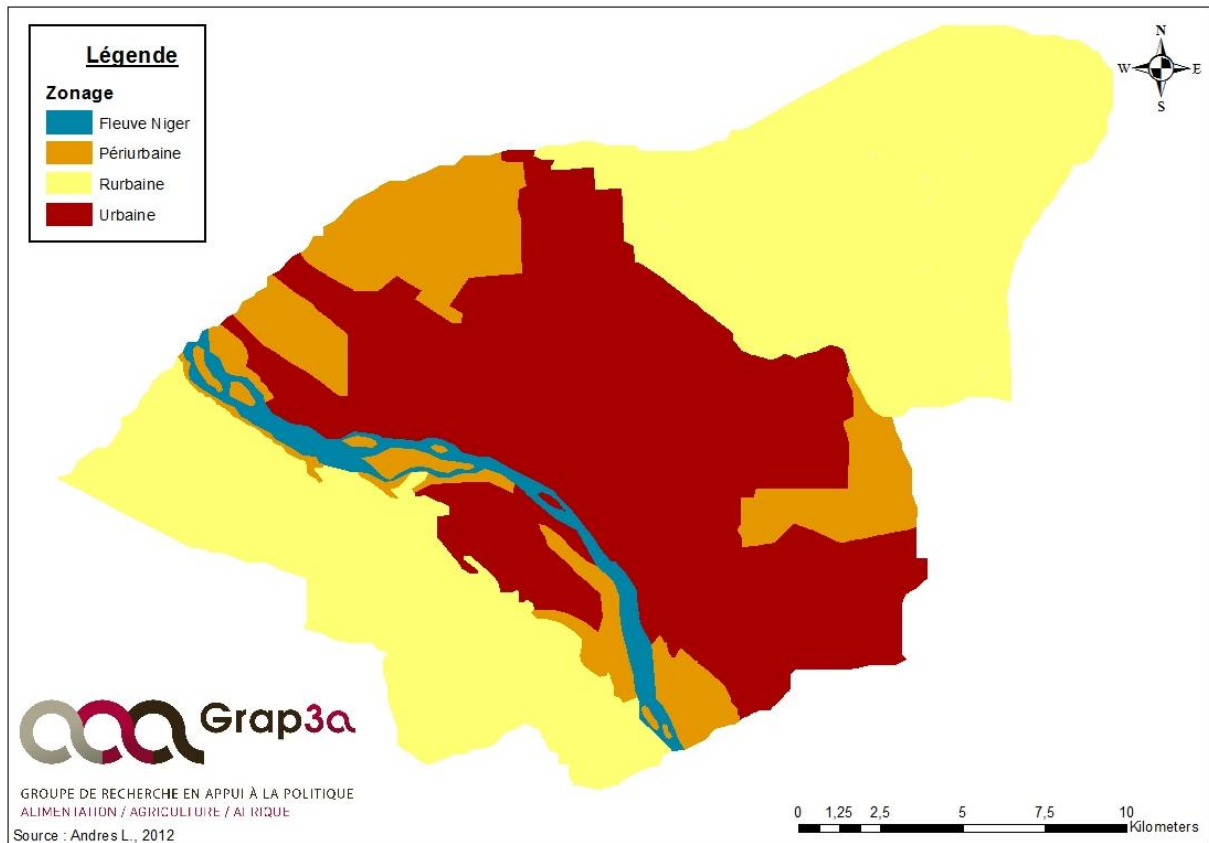 Légende
Zonage
Fleuve Niger
Périurbaine
Rurbaine
Urbaine
N
W E
S
Grap3a
GROUPE DE RECHERCHE EN APPUI À LA POLITIQUE
ALIMENTATION / AGRICULTURE / AFRIQUE
Source : Andres L., 2012
0 1,25 2,5 5 7,5 10
Kilometers